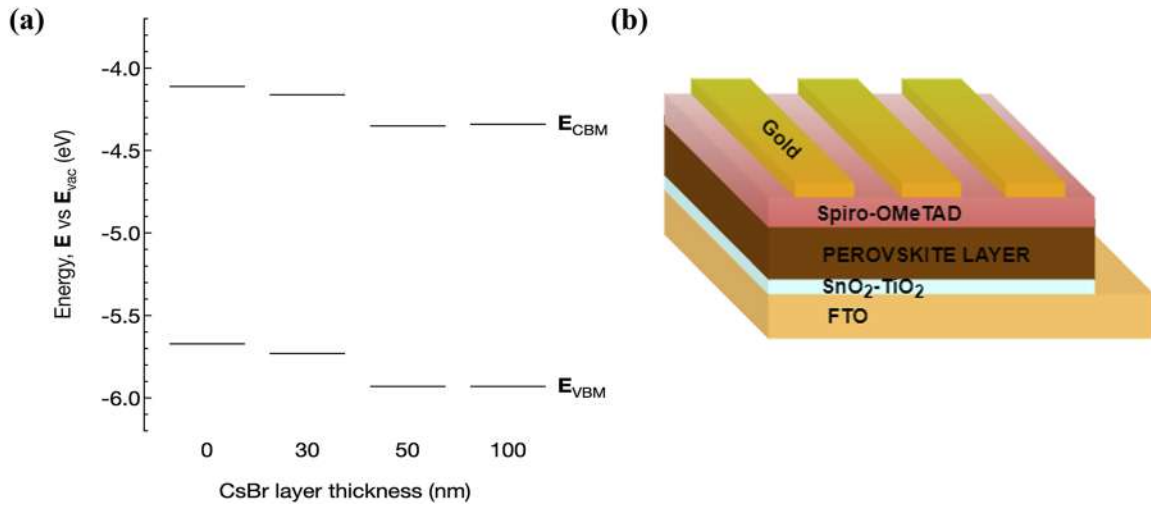 (a)
Energy, E vs E_vac (eV)
-4.0
-4.5
-5.0
-5.5
-6.0
E_CBM
E_VBM
0 30 50 100
CsBr layer thickness (nm)
(b)
Gold
Spiro-OMeTAD
PEROVSKITE LAYER
SnO₂-TiO₂
FTO